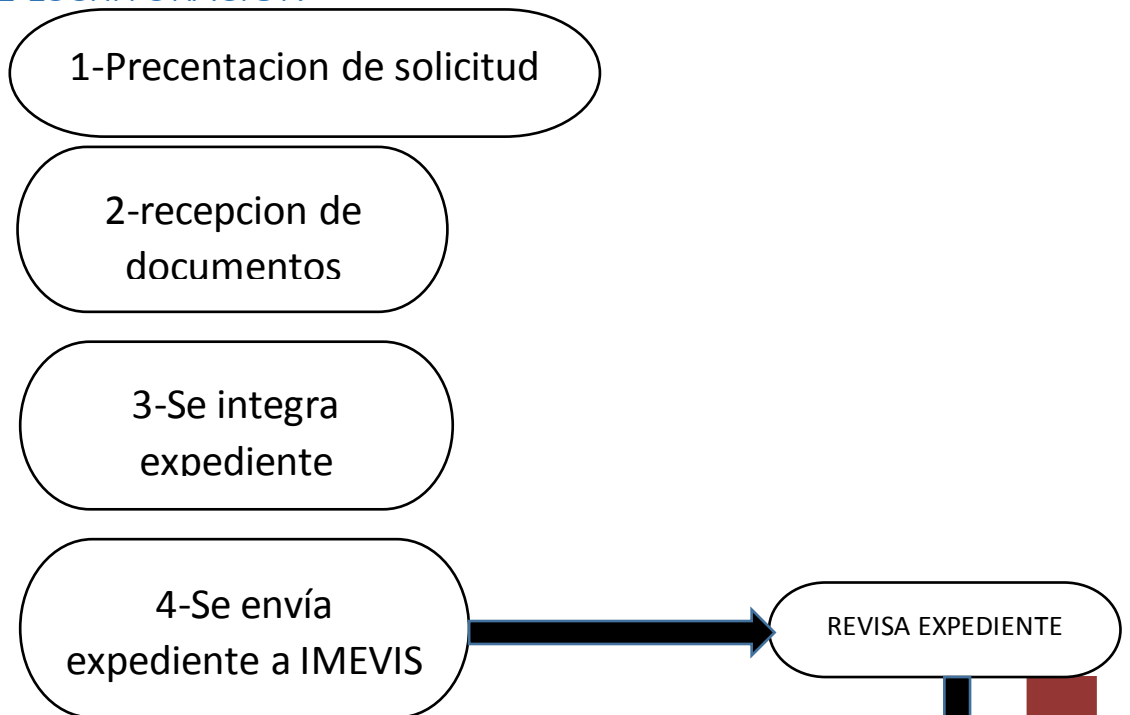 1-Precentacion de solicitud
2-recepcion de
documentos
3-Se integra
expediente
4-Se envía
expediente a IMEVIS
REVISA EXPEDIENTE